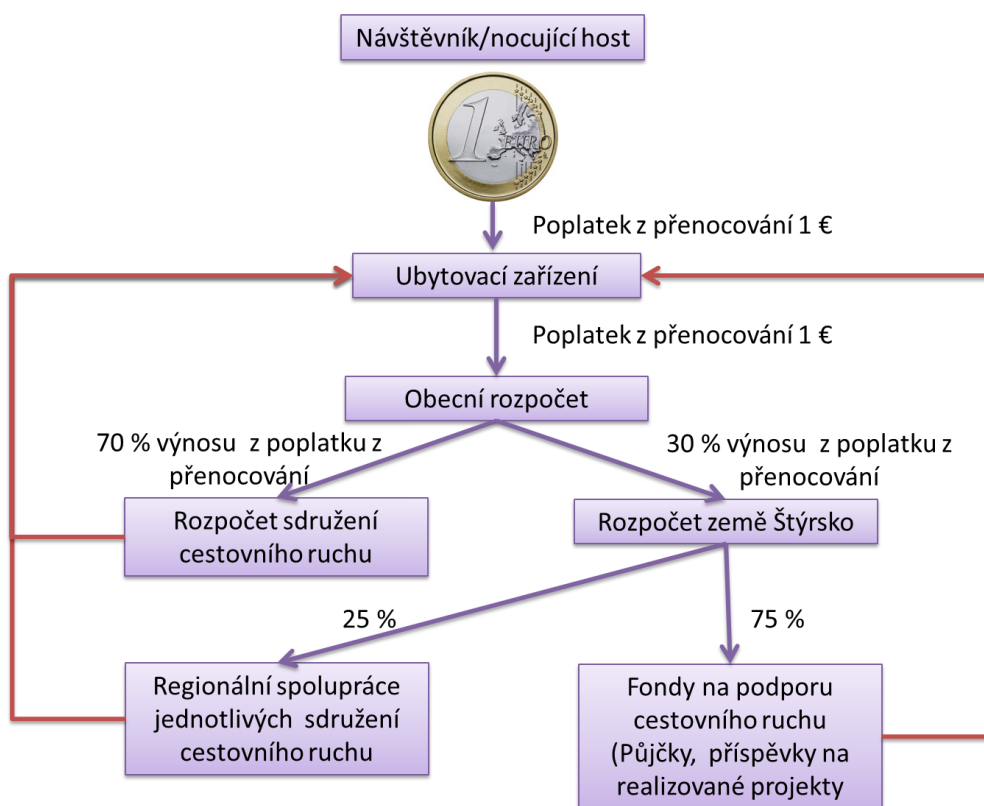 Návštěvník/nocující host
1
EURO
Poplatek z přenocování 1 €
Ubytovací zařízení
Poplatek z přenocování 1 €
Obecní rozpočet
70 % výnosu z poplatku z
přenocování
30 % výnosu z poplatku z
přenocování
Rozpočet sdružení
cestovního ruchu
Rozpočet země Štýrsko
25 %
75 %
Regionální spolupráce
jednotlivých sdružení
cestovního ruchu
Fondy na podporu
cestovního ruchu
(Půjčky, příspěvky na
realizované projekty